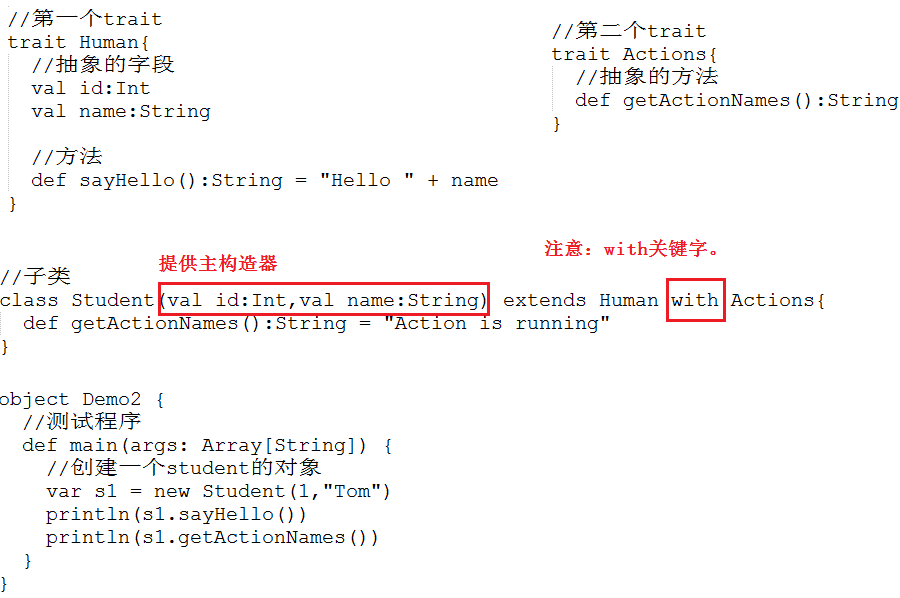 //第一个trait
trait Human{
//抽象的字段
val id:Int
val name:String
//方法
def sayHello():String = "Hello " + name
}
//第二个trait
trait Actions{
//抽象的方法
def getActionNames():String
}
提供主构造器
注意：with关键字。
//子类
class Student(val id:Int,val name:String) extends Human with Actions{
def getActionNames():String = "Action is running"
}
object Demo2 {
//测试程序
def main(args: Array[String]) {
//创建一个student的对象
var s1 = new Student(1,"Tom")
println(s1.sayHello())
println(s1.getActionNames())
}
}